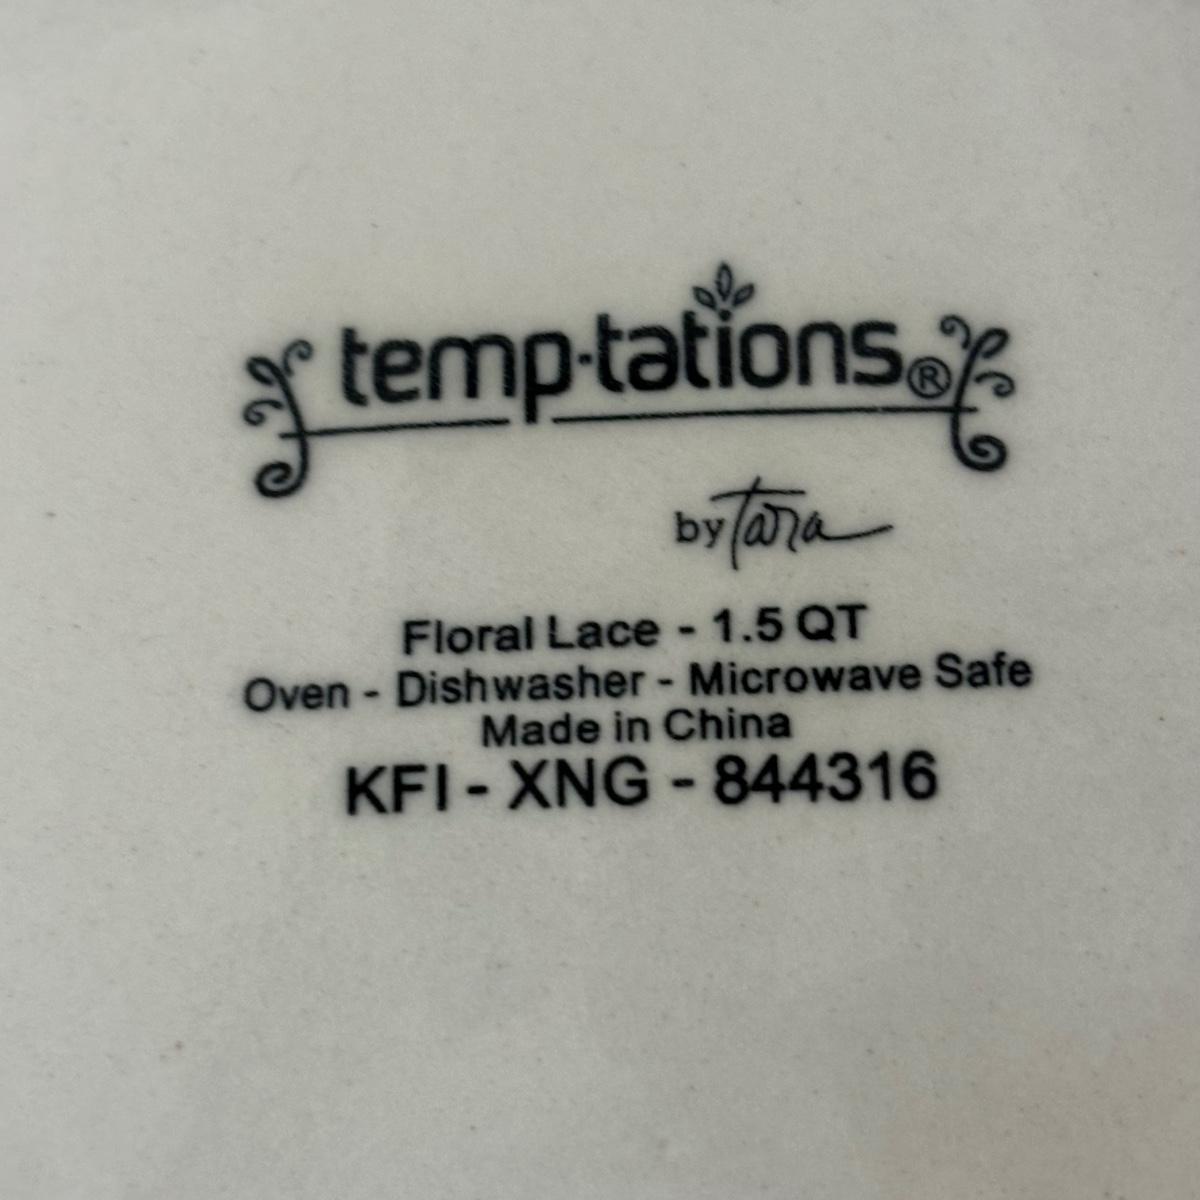 temp·tations®
by Tara
Floral Lace - 1.5 QT
Oven - Dishwasher - Microwave Safe
Made in China
KFI - XNG - 844316